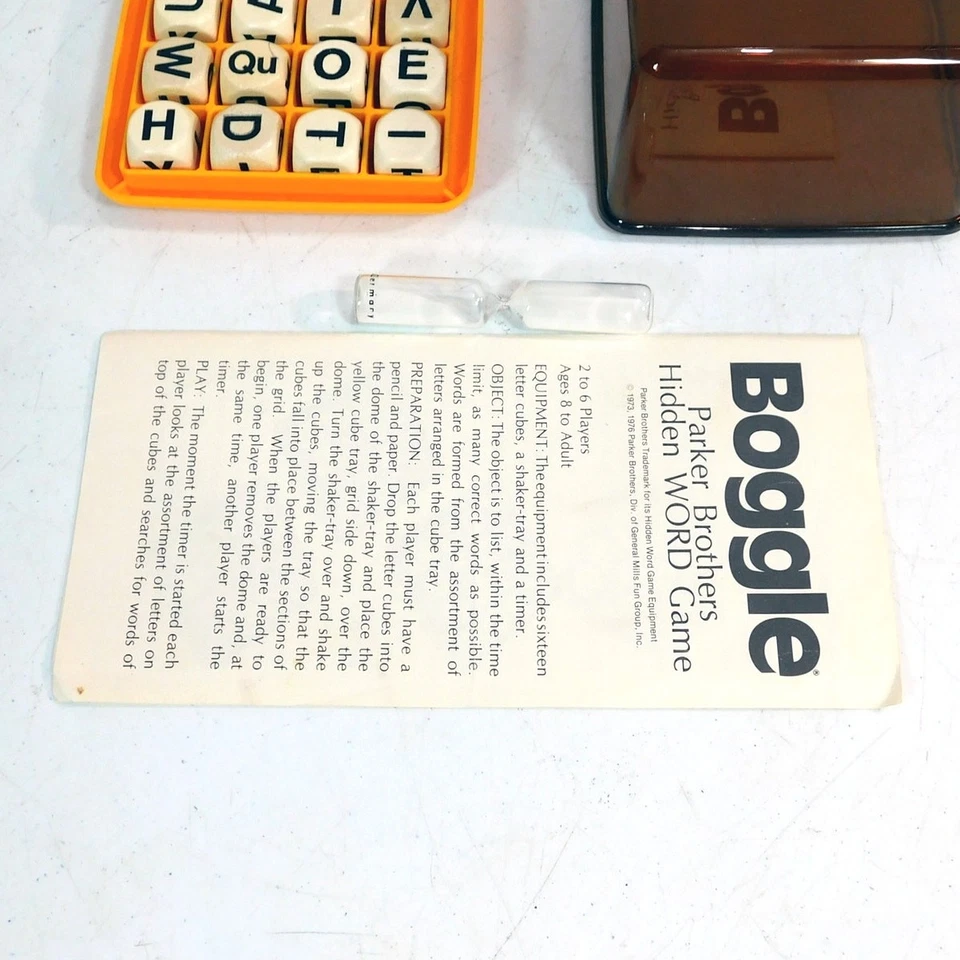 W Qu O E
H D T I
Germany
Boggle®
Parker Brothers
Hidden WORD Game
Parker Brothers Trademark for its Hidden Word Game Equipment
© 1973, 1976 Parker Brothers, Div. of General Mills Fun Group, Inc.
2 to 6 Players
Ages 8 to Adult
EQUIPMENT: The equipment includes sixteen
letter cubes, a shaker-tray and a timer.
OBJECT: The object is to list, within the time
limit, as many correct words as possible.
Words are formed from the assortment of
letters arranged in the cube tray.
PREPARATION: Each player must have a
pencil and paper. Drop the letter cubes into
the dome of the shaker-tray and place the
yellow cube tray, grid side down, over the
dome. Turn the shaker-tray over and shake
up the cubes, moving the tray so that the
cubes fall into place between the sections of
the grid. When the players are ready to
begin, one player removes the dome and, at
the same time, another player starts the
timer.
PLAY: The moment the timer is started each
player looks at the assortment of letters on
top of the cubes and searches for words of